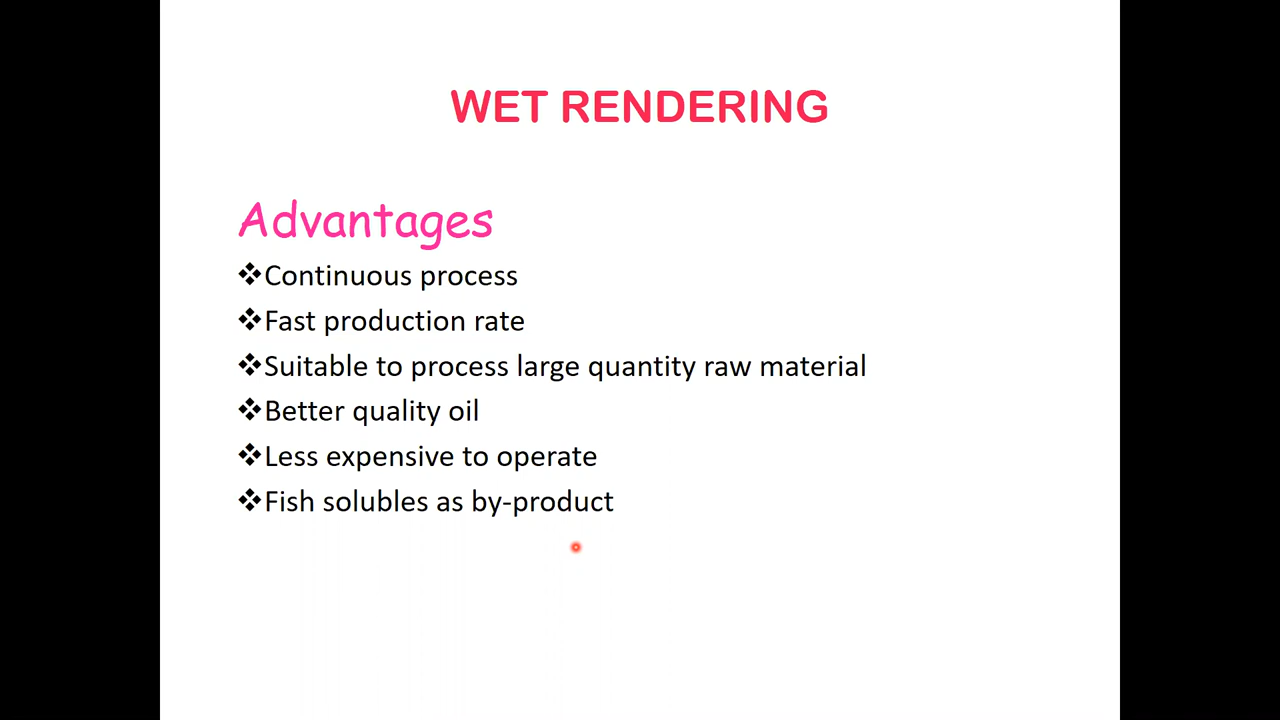 WET RENDERING
Advantages
❖Continuous process
❖Fast production rate
❖Suitable to process large quantity raw material
❖Better quality oil
❖Less expensive to operate
❖Fish solubles as by-product